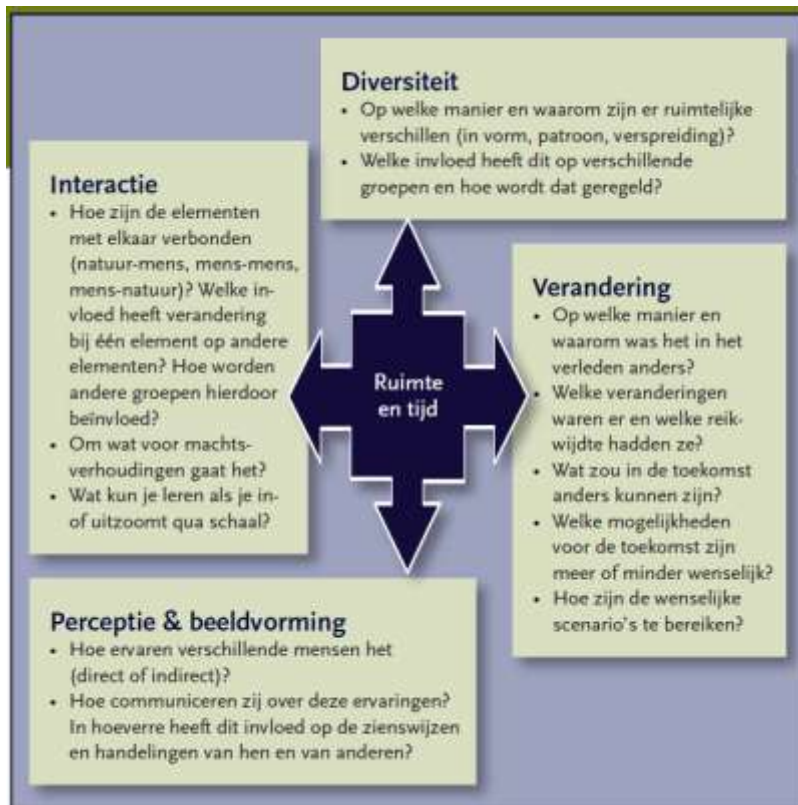 Diversiteit
• Op welke manier en waarom zijn er ruimtelijke
verschillen (in vorm, patroon, verspreiding)?
• Welke invloed heeft dit op verschillende
groepen en hoe wordt dat geregeld?
Interactie
• Hoe zijn de elementen
met elkaar verbonden
(natuur-mens, mens-mens,
mens-natuur)? Welke in-
vloed heeft verandering
bij één element op andere
elementen? Hoe worden
andere groepen hierdoor
beïnvloed?
• Om wat voor machts-
verhoudingen gaat het?
• Wat kun je leren als je in-
of uitzoomt qua schaal?
Ruimte
en tijd
Verandering
• Op welke manier en
waarom was het in het
verleden anders?
• Welke veranderingen
waren er en welke reik-
wijdte hadden ze?
• Wat zou in de toekomst
anders kunnen zijn?
• Welke mogelijkheden
voor de toekomst zijn
meer of minder wenselijk?
• Hoe zijn de wenselijke
scenario's te bereiken?
Perceptie & beeldvorming
• Hoe ervaren verschillende mensen het
(direct of indirect)?
• Hoe communiceren zij over deze ervaringen?
In hoeverre heeft dit invloed op de zienswijzen
en handelingen van hen en van anderen?